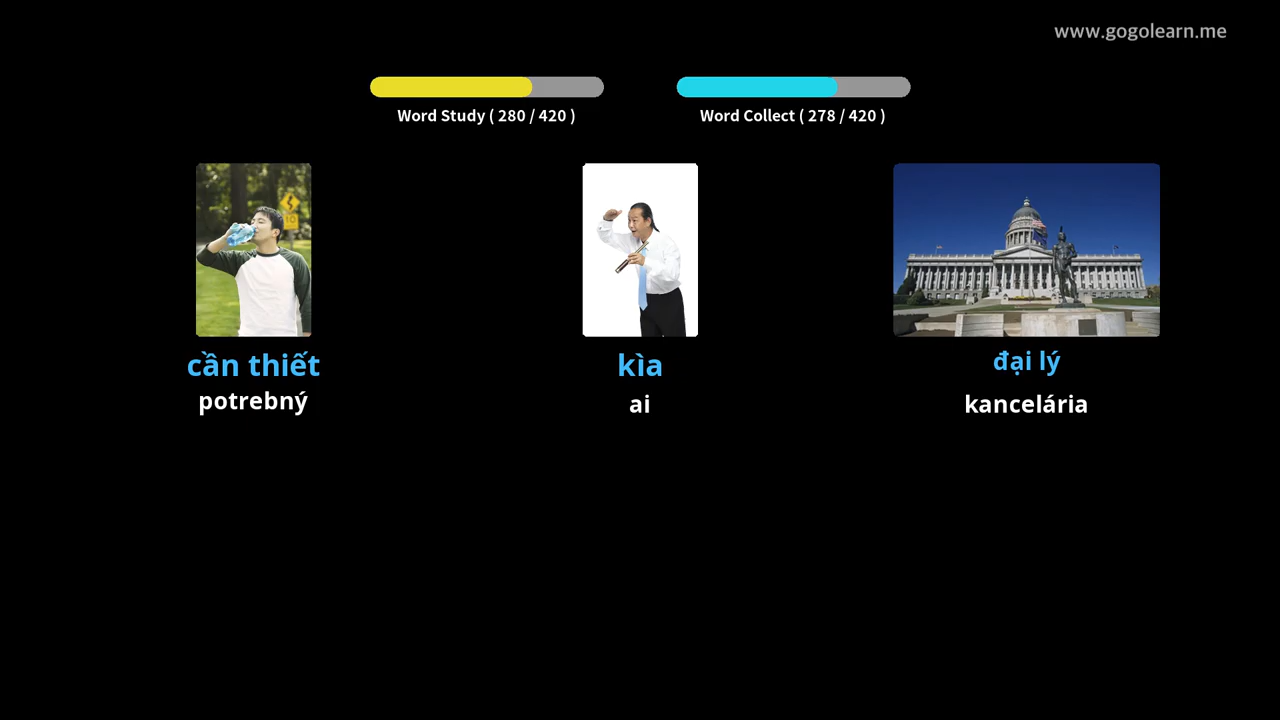 www.gogolearn.me
Word Study ( 280 / 420 )
Word Collect ( 278 / 420 )
cần thiết
potrebný
kìa
ai
đại lý
kancelária